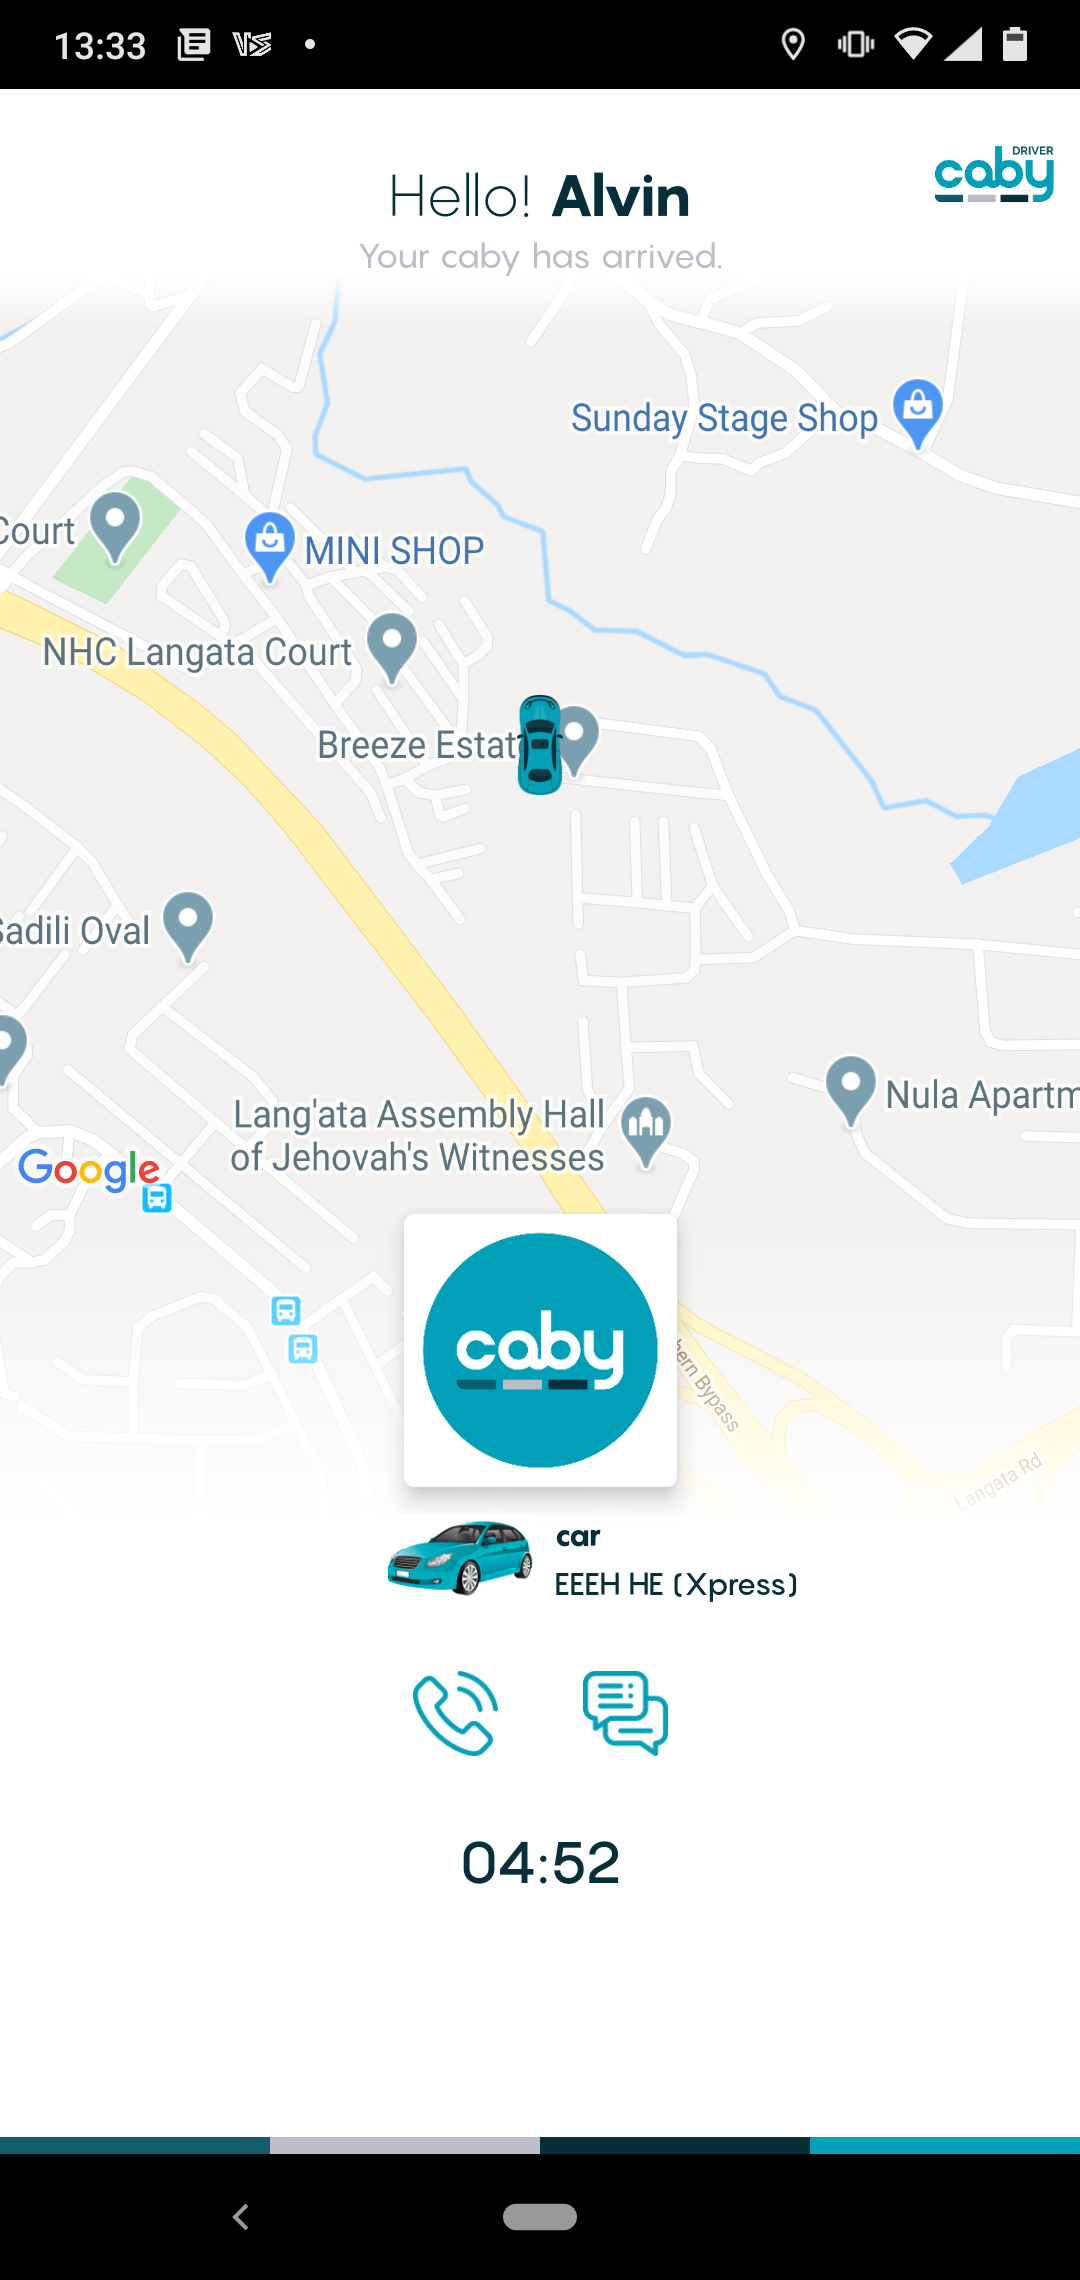 13:33
DRIVER
caby
Hello! Alvin
Your caby has arrived.
Sunday Stage Shop
Court
MINI SHOP
NHC Langata Court
Breeze Estat
Sadili Oval
Nula Apartm
Lang'ata Assembly Hall
of Jehovah's Witnesses
Google
caby
hern Bypass
Langata Rd
car
EEEH HE (Xpress)
04:52